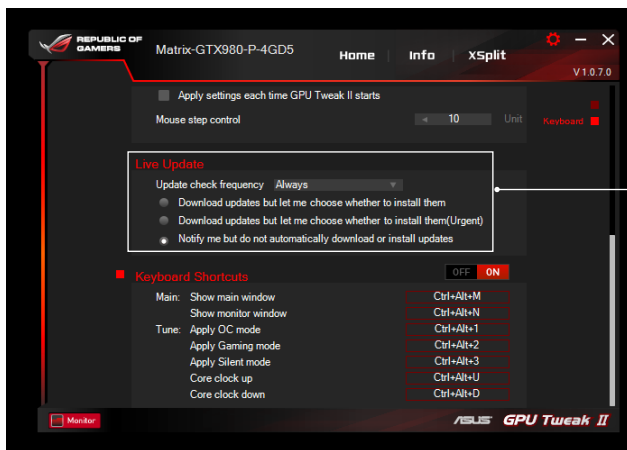 REPUBLIC OF
GAMERS
Matrix-GTX980-P-4GD5
Home
Info
XSplit
V 1.0.7.0
Apply settings each time GPU Tweak II starts
Mouse step control
10
Unit
Keyboard
Live Update
Update check frequency Always
Download updates but let me choose whether to install them
Download updates but let me choose whether to install them(Urgent)
Notify me but do not automatically download or install updates
Keyboard Shortcuts
OFF ON
Main: Show main window Ctrl+Alt+M
Show monitor window Ctrl+Alt+N
Tune: Apply OC mode Ctrl+Alt+1
Apply Gaming mode Ctrl+Alt+2
Apply Silent mode Ctrl+Alt+3
Core clock up Ctrl+Alt+U
Core clock down Ctrl+Alt+D
Monitor
ASUS GPU Tweak II